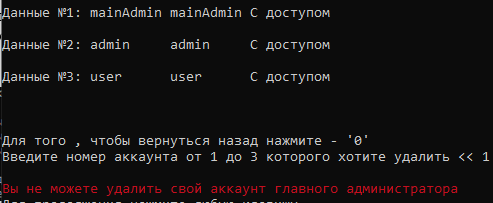 Данные №1: mainAdmin mainAdmin С доступом
Данные №2: admin admin С доступом
Данные №3: user user С доступом
Для того , чтобы вернуться назад нажмите - '0'
Введите номер аккаунта от 1 до 3 которого хотите удалить << 1
Вы не можете удалить свой аккаунт главного администратора